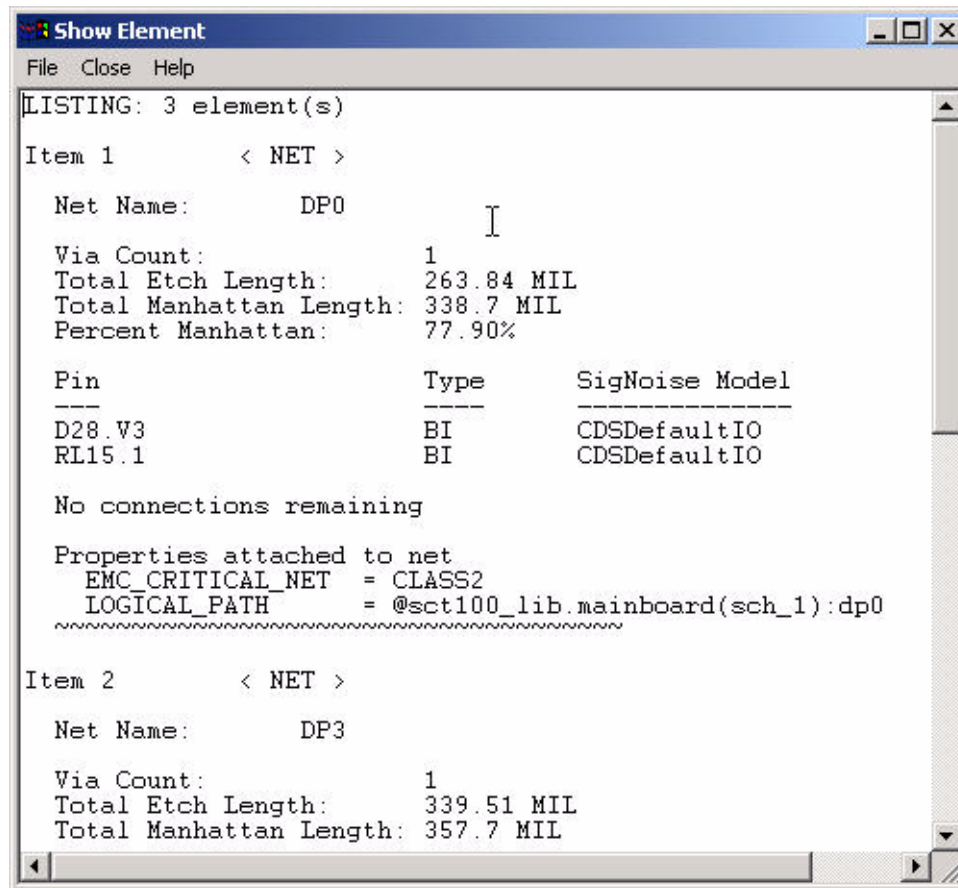 Show Element
File Close Help
LISTING: 3 element(s)
Item 1 < NET >
Net Name: DP0
Via Count: 1
Total Etch Length: 263.84 MIL
Total Manhattan Length: 338.7 MIL
Percent Manhattan: 77.90%
Pin Type SigNoise Model
--- ---- --------------
D28.V3 BI CDSDefaultIO
RL15.1 BI CDSDefaultIO
No connections remaining
Properties attached to net
EMC_CRITICAL_NET = CLASS2
LOGICAL_PATH = @sct100_lib.mainboard(sch_1):dp0
~~~~~~~~~~~~~~~~~~~~~~~~~~~~~~~~~~~~~
Item 2 < NET >
Net Name: DP3
Via Count: 1
Total Etch Length: 339.51 MIL
Total Manhattan Length: 357.7 MIL